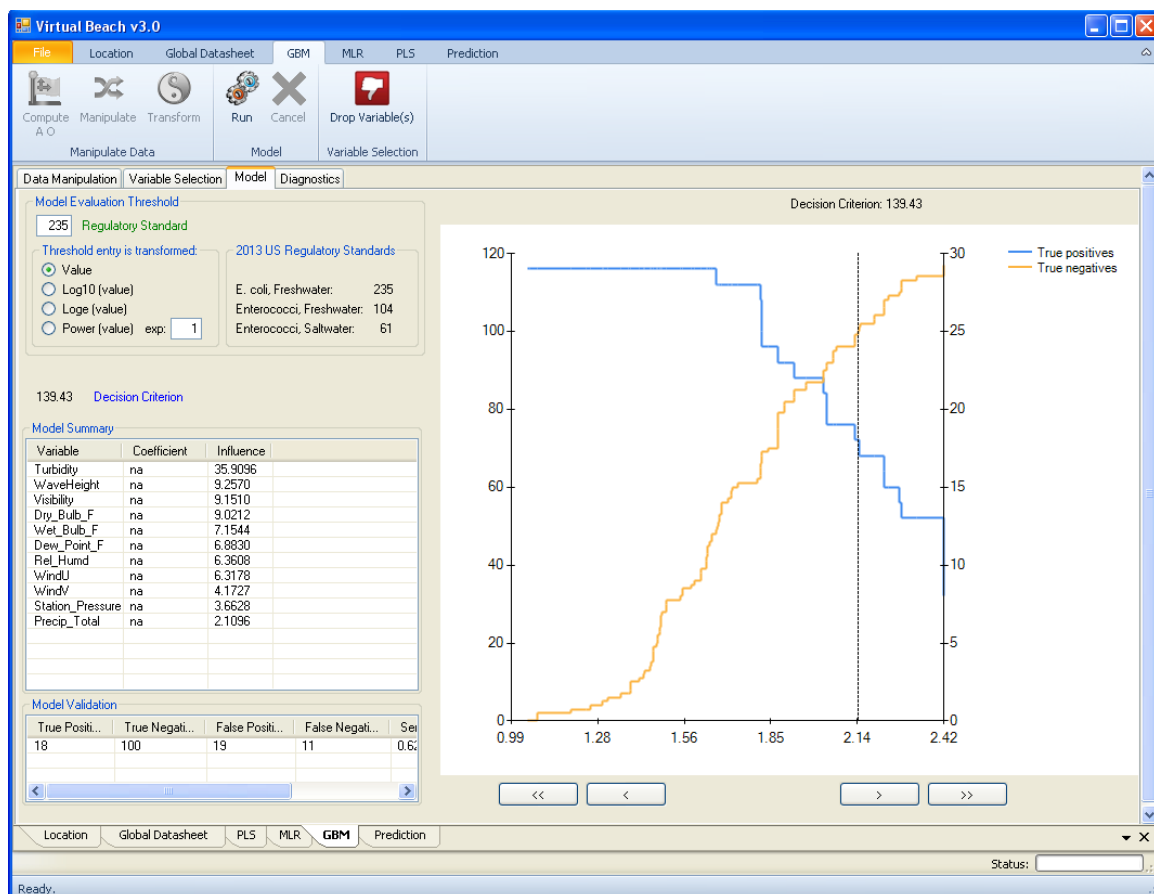 Virtual Beach v3.0
File Location Global Datasheet GBM MLR PLS Prediction
Compute A O Manipulate Transform Run Cancel Drop Variable(s)
Manipulate Data Model Variable Selection
Data Manipulation Variable Selection Model Diagnostics
Model Evaluation Threshold
235 Regulatory Standard
Threshold entry is transformed:
Value
Log10 (value)
Loge (value)
Power (value) exp: 1
2013 US Regulatory Standards
E. coli, Freshwater: 235
Enterococci, Freshwater: 104
Enterococci, Saltwater: 61
139.43 Decision Criterion
Model Summary
Variable Coefficient Influence
Turbidity na 35.9096
WaveHeight na 9.2570
Visibility na 9.1510
Dry_Bulb_F na 9.0212
Wet_Bulb_F na 7.1544
Dew_Point_F na 6.8830
Rel_Humd na 6.3608
WindU na 6.3178
WindV na 4.1727
Station_Pressure na 3.6628
Precip_Total na 2.1096
Model Validation
True Positi... True Negati... False Positi... False Negati... Se
18 100 19 11 0.62
Decision Criterion: 139.43
120 30
True positives
True negatives
100 25
80 20
60 15
40 10
20 5
0 0
0.99 1.28 1.56 1.85 2.14 2.42
<< < > >>
Location Global Datasheet PLS MLR GBM Prediction
Status:
Ready.